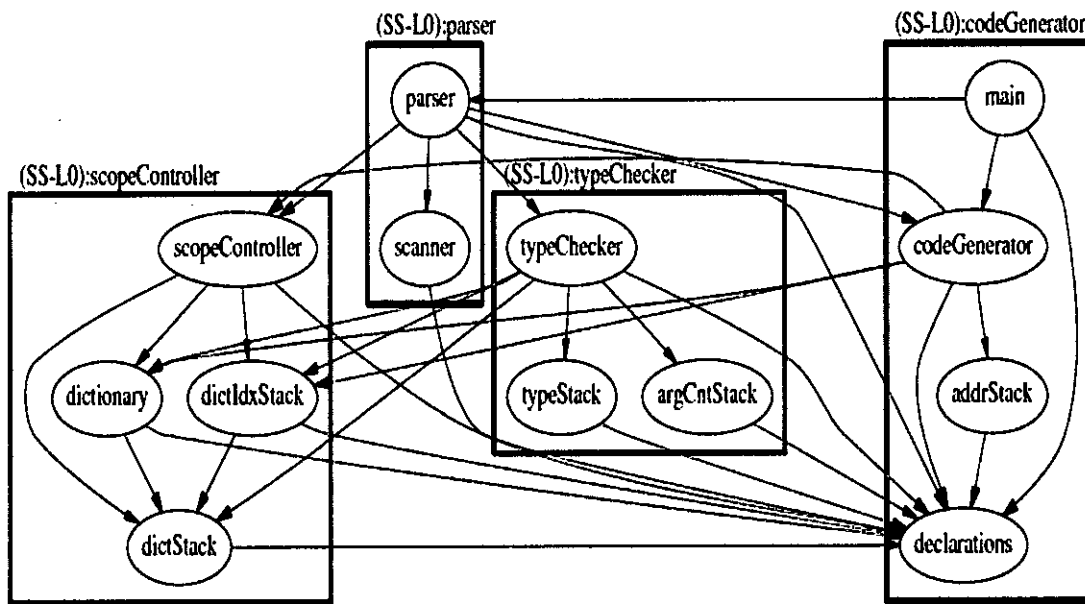 (SS-L0):parser
(SS-L0):codeGenerator
parser
main
(SS-L0):scopeController
(SS-L0):typeChecker
scopeController
scanner
typeChecker
codeGenerator
dictionary
dictIdxStack
typeStack
argCntStack
addrStack
dictStack
declarations